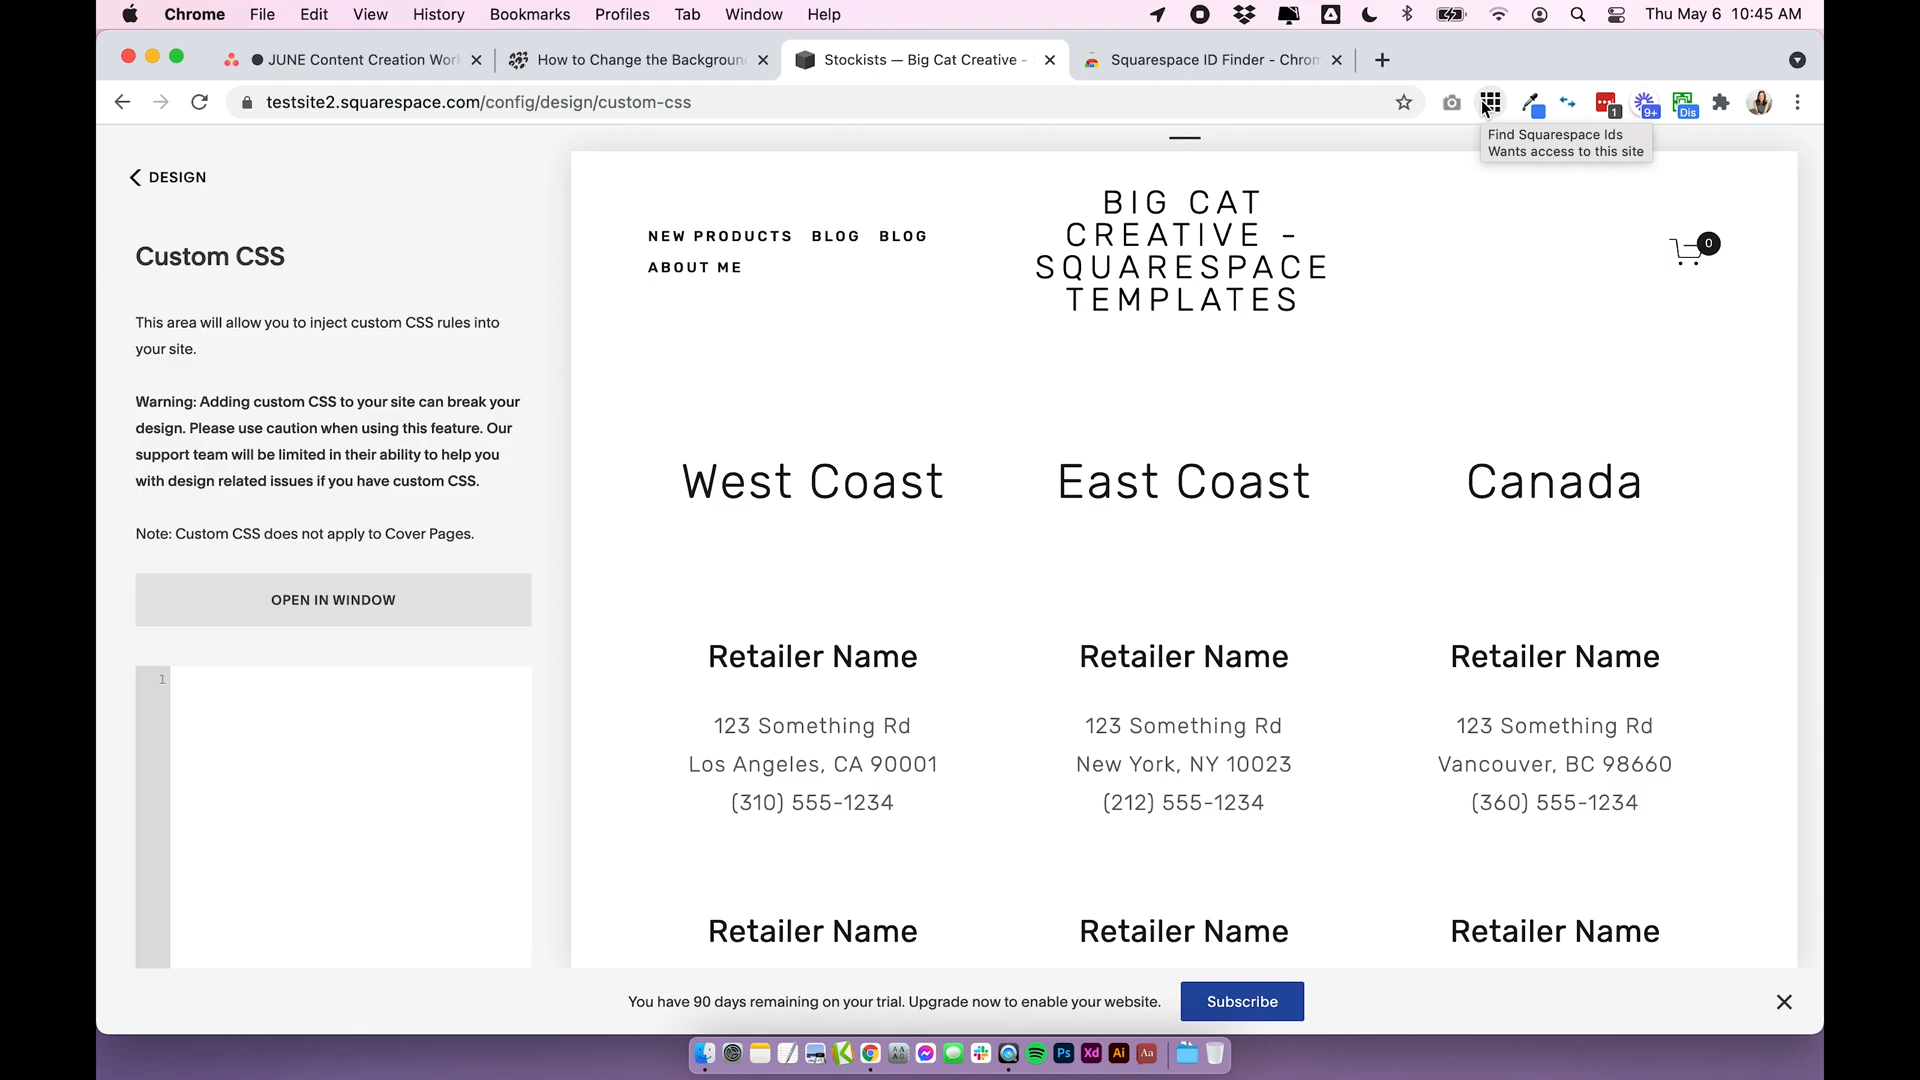 Chrome File Edit View History Bookmarks Profiles Tab Window Help Thu May 6 10:45 AM
JUNE Content Creation Wor
How to Change the Background
Stockists — Big Cat Creative -
Squarespace ID Finder - Chrom
testsite2.squarespace.com/config/design/custom-css
1
9+
Dis
Find Squarespace Ids
Wants access to this site
DESIGN
Custom CSS
This area will allow you to inject custom CSS rules into
your site.
Warning: Adding custom CSS to your site can break your
design. Please use caution when using this feature. Our
support team will be limited in their ability to help you
with design related issues if you have custom CSS.
Note: Custom CSS does not apply to Cover Pages.
OPEN IN WINDOW
1
NEW PRODUCTS BLOG BLOG
ABOUT ME
BIG CAT
CREATIVE -
SQUARESPACE
TEMPLATES
0
West Coast East Coast Canada
Retailer Name Retailer Name Retailer Name
123 Something Rd 123 Something Rd 123 Something Rd
Los Angeles, CA 90001 New York, NY 10023 Vancouver, BC 98660
(310) 555-1234 (212) 555-1234 (360) 555-1234
Retailer Name Retailer Name Retailer Name
You have 90 days remaining on your trial. Upgrade now to enable your website. Subscribe
Ps Xd Ai Aa